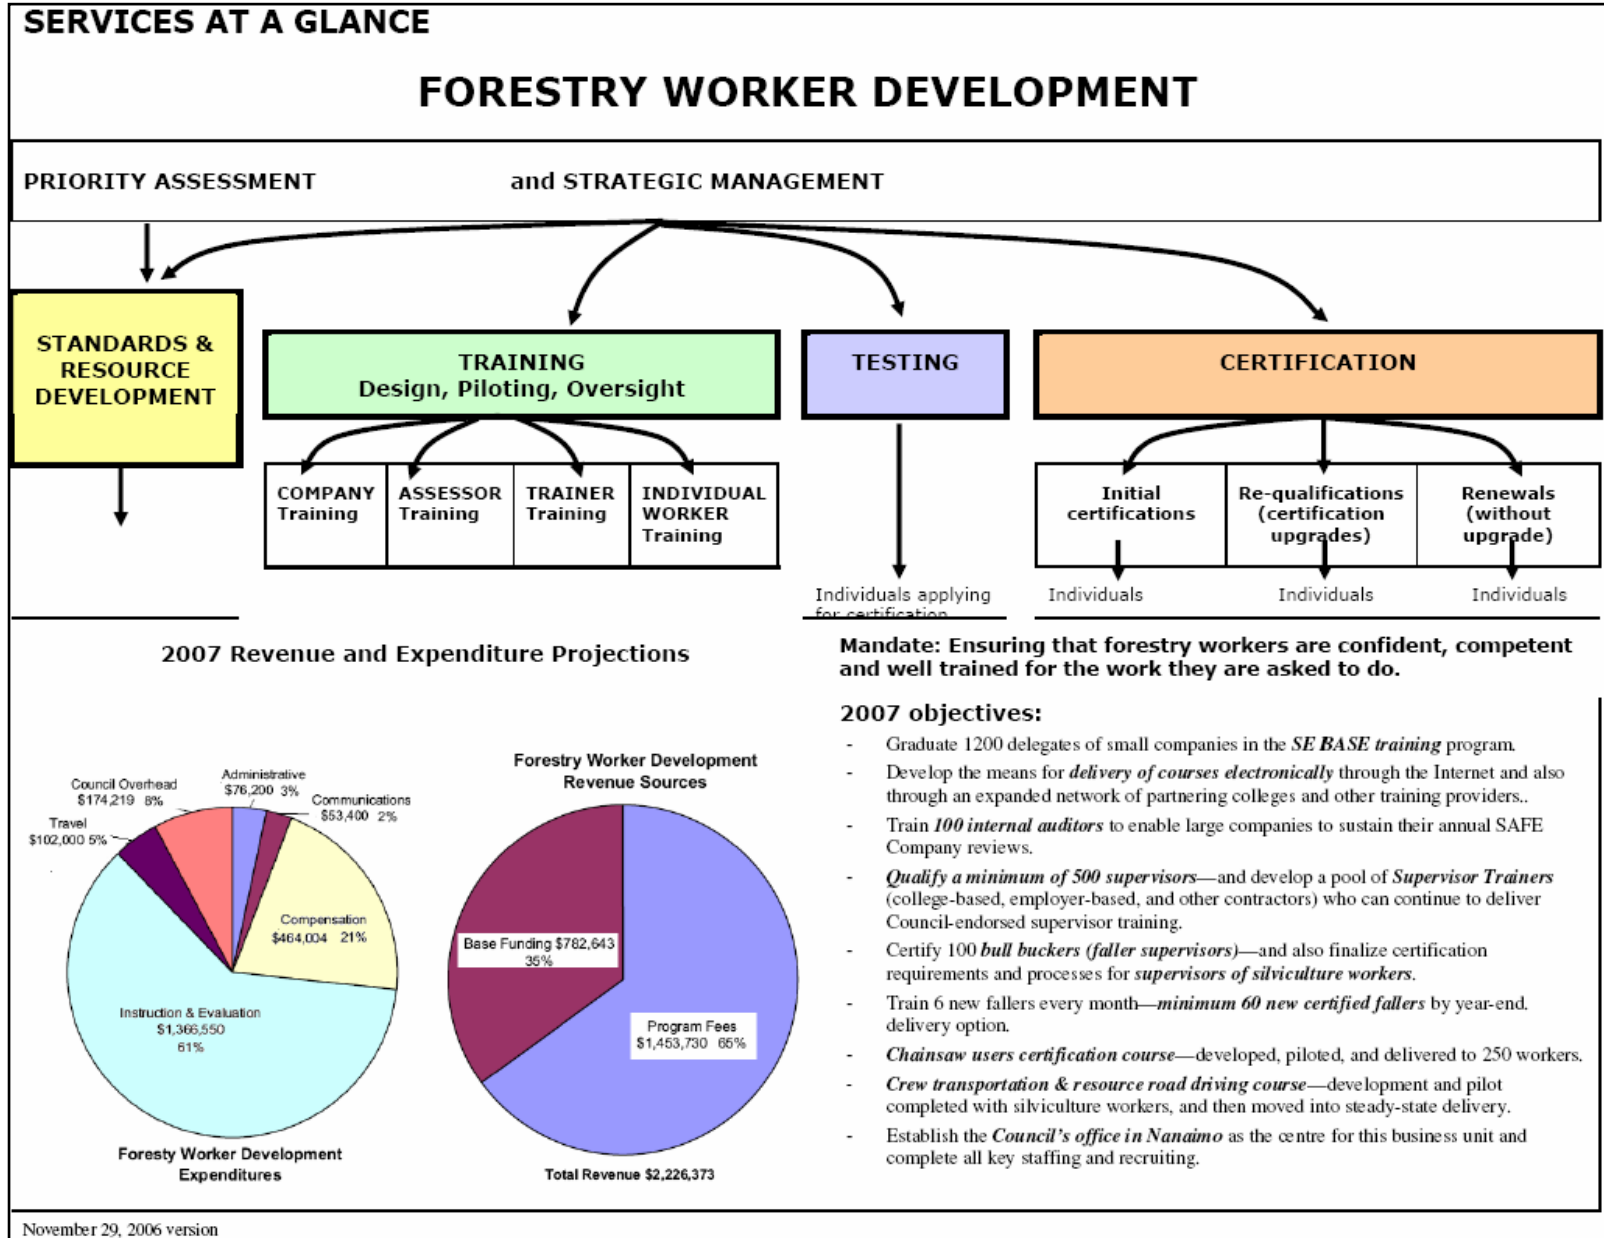 SERVICES AT A GLANCE
FORESTRY WORKER DEVELOPMENT
PRIORITY ASSESSMENT and STRATEGIC MANAGEMENT
STANDARDS &
RESOURCE
DEVELOPMENT
TRAINING
Design, Piloting, Oversight
TESTING
CERTIFICATION
COMPANY
Training
ASSESSOR
Training
TRAINER
Training
INDIVIDUAL
WORKER
Training
Initial
certifications
Re-qualifications
(certification
upgrades)
Renewals
(without
upgrade)
Individuals applying
for certification
Individuals
Individuals
Individuals
2007 Revenue and Expenditure Projections
Council Overhead
$174,219 8%
Administrative
$76,200 3%
Communications
$53,400 2%
Travel
$102,000 5%
Compensation
$464,004 21%
Instruction & Evaluation
$1,366,550
61%
Foresty Worker Development
Expenditures
Forestry Worker Development
Revenue Sources
Base Funding $782,643
35%
Program Fees
$1,453,730 65%
Total Revenue $2,226,373
Mandate: Ensuring that forestry workers are confident, competent
and well trained for the work they are asked to do.
2007 objectives:
- Graduate 1200 delegates of small companies in the SE BASE training program.
- Develop the means for delivery of courses electronically through the Internet and also
through an expanded network of partnering colleges and other training providers..
- Train 100 internal auditors to enable large companies to sustain their annual SAFE
Company reviews.
- Qualify a minimum of 500 supervisors—and develop a pool of Supervisor Trainers
(college-based, employer-based, and other contractors) who can continue to deliver
Council-endorsed supervisor training.
- Certify 100 bull buckers (faller supervisors)—and also finalize certification
requirements and processes for supervisors of silviculture workers.
- Train 6 new fallers every month—minimum 60 new certified fallers by year-end.
delivery option.
- Chainsaw users certification course—developed, piloted, and delivered to 250 workers.
- Crew transportation & resource road driving course—development and pilot
completed with silviculture workers, and then moved into steady-state delivery.
- Establish the Council's office in Nanaimo as the centre for this business unit and
complete all key staffing and recruiting.
November 29, 2006 version